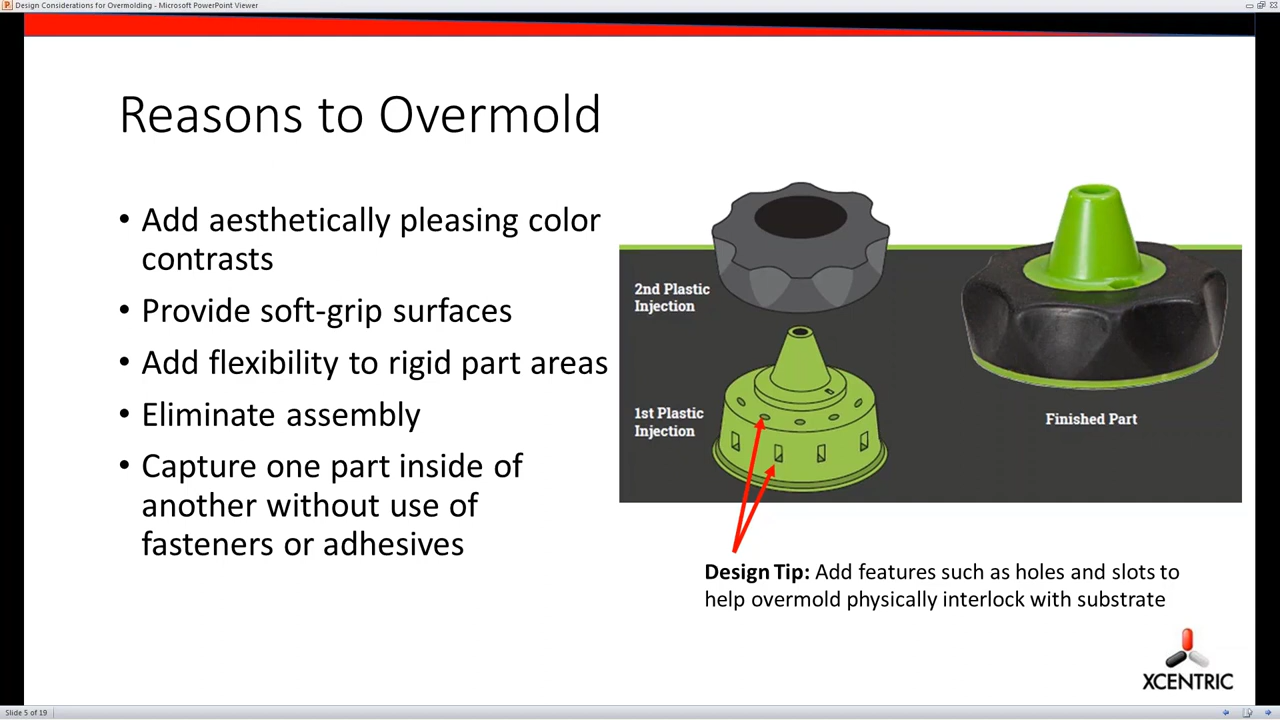 Design Considerations for Overmolding - Microsoft PowerPoint Viewer
Reasons to Overmold
• Add aesthetically pleasing color
contrasts
• Provide soft-grip surfaces
• Add flexibility to rigid part areas
• Eliminate assembly
• Capture one part inside of
another without use of
fasteners or adhesives
2nd Plastic
Injection
1st Plastic
Injection
Finished Part
Design Tip: Add features such as holes and slots to
help overmold physically interlock with substrate
XCENTRIC
Slide 5 of 19